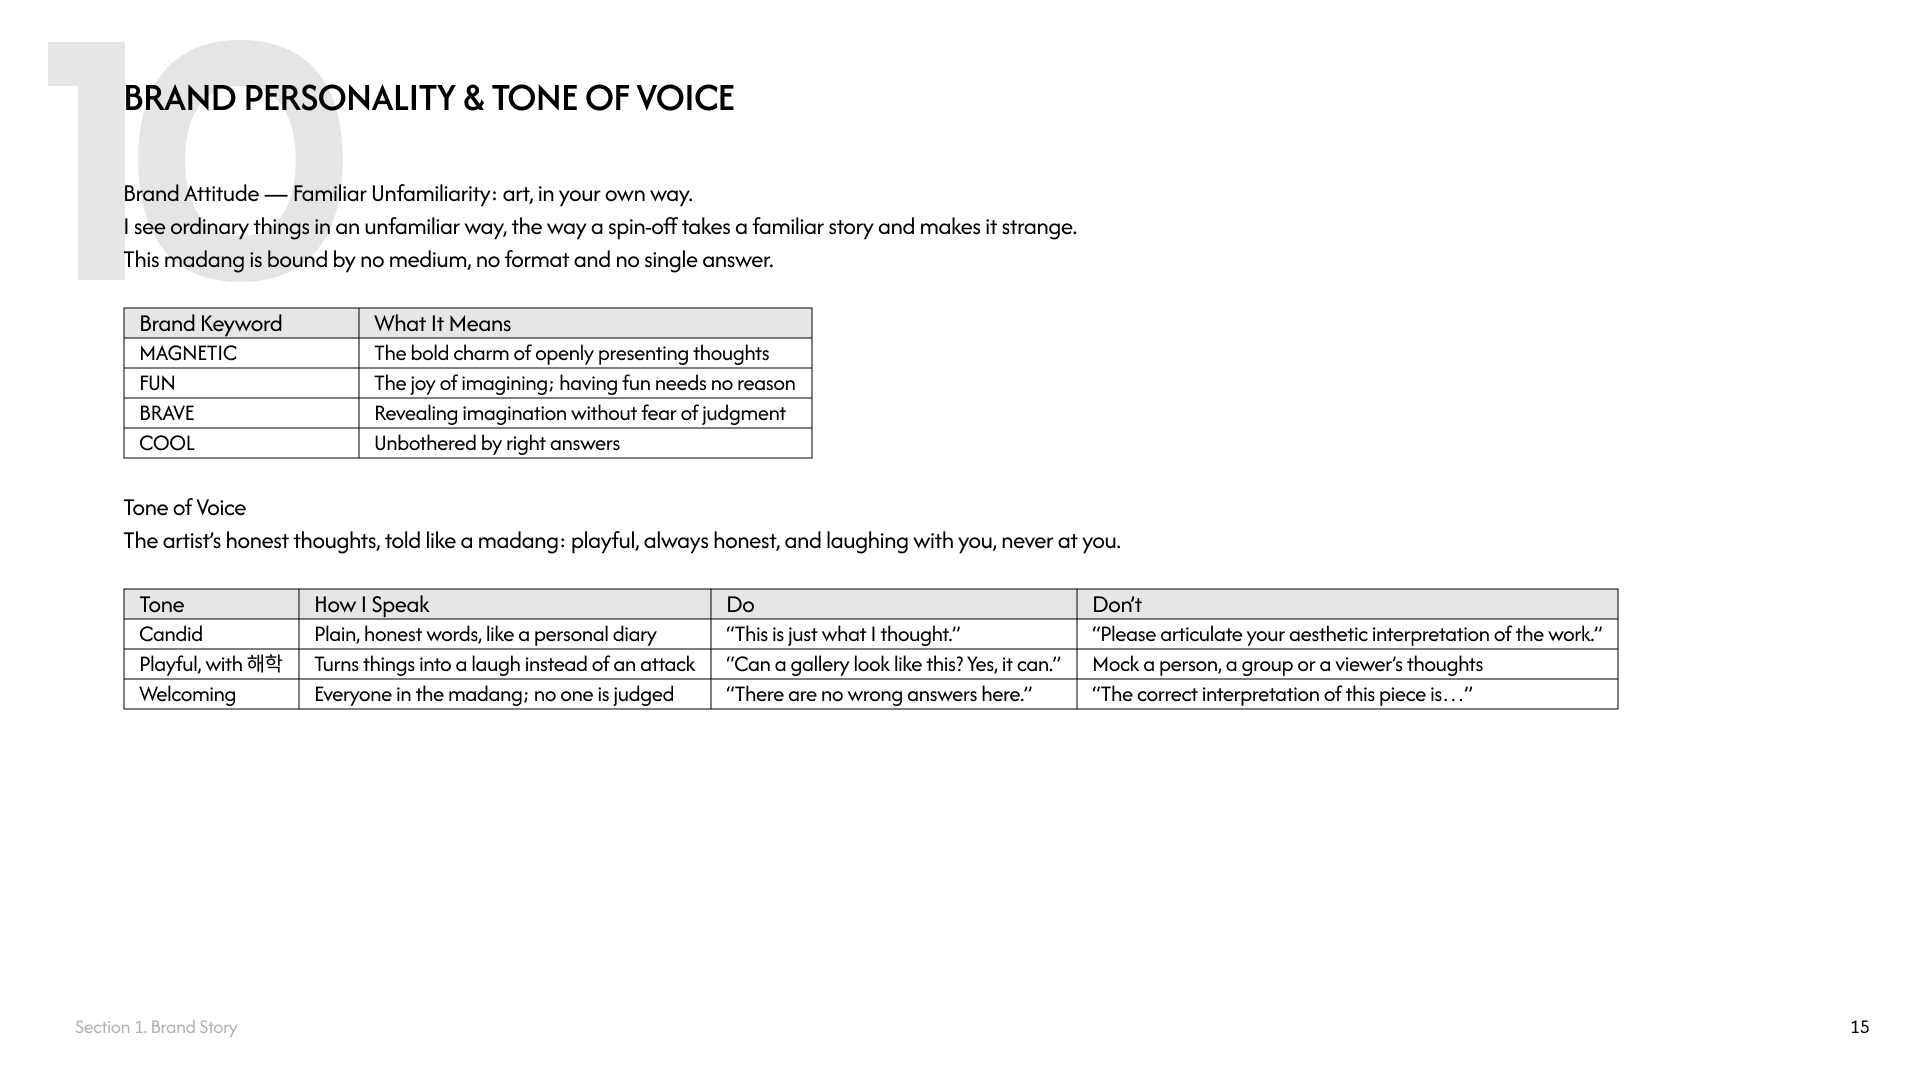 10
BRAND PERSONALITY & TONE OF VOICE
Brand Attitude — Familiar Unfamiliarity: art, in your own way.
I see ordinary things in an unfamiliar way, the way a spin-off takes a familiar story and makes it strange.
This madang is bound by no medium, no format and no single answer.
Brand Keyword What It Means
MAGNETIC The bold charm of openly presenting thoughts
FUN The joy of imagining; having fun needs no reason
BRAVE Revealing imagination without fear of judgment
COOL Unbothered by right answers
Tone of Voice
The artist’s honest thoughts, told like a madang: playful, always honest, and laughing with you, never at you.
Tone How I Speak Do Don’t
Candid Plain, honest words, like a personal diary “This is just what I thought.” “Please articulate your aesthetic interpretation of the work.”
Playful, with 해학 Turns things into a laugh instead of an attack “Can a gallery look like this? Yes, it can.” Mock a person, a group or a viewer’s thoughts
Welcoming Everyone in the madang; no one is judged “There are no wrong answers here.” “The correct interpretation of this piece is…”
Section 1. Brand Story
15